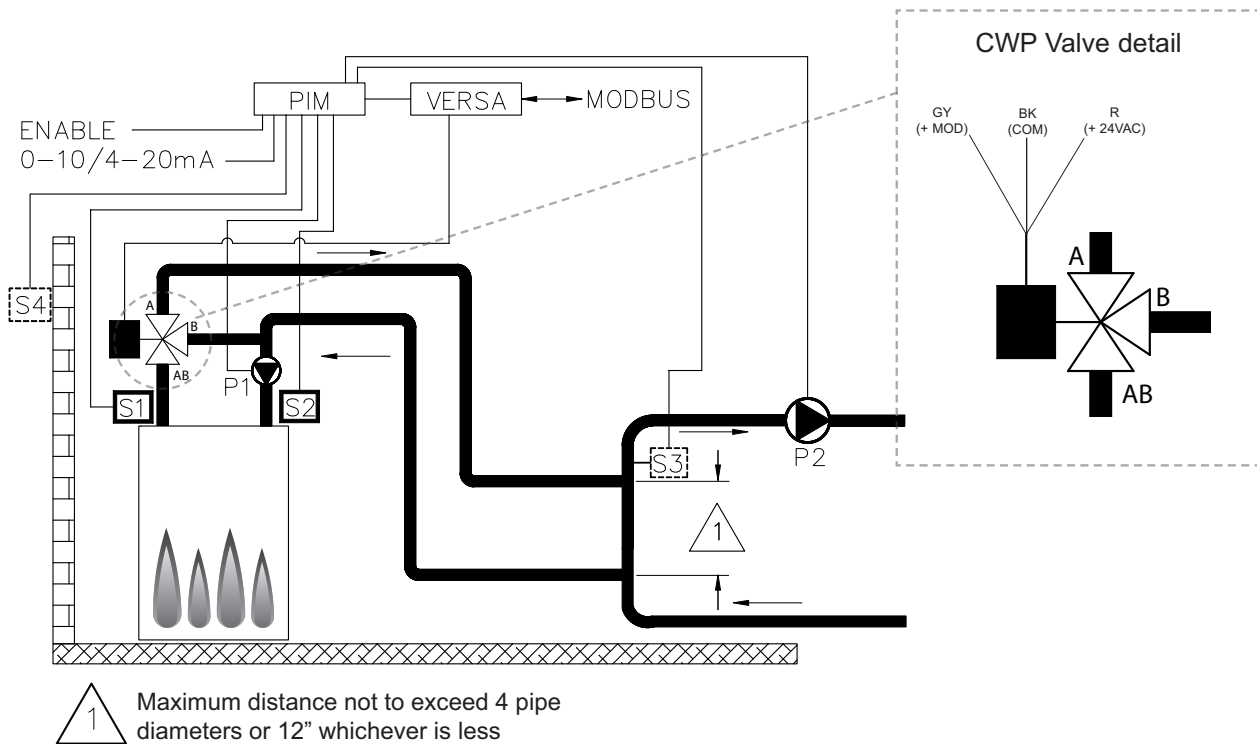 CWP Valve detail
GY
(+ MOD)
BK
(COM)
R
(+ 24VAC)
A
B
AB
PIM
VERSA
MODBUS
ENABLE
0-10/4-20mA
S4
A
B
AB
P1
S1
S2
S3
P2
1
1
Maximum distance not to exceed 4 pipe
diameters or 12” whichever is less